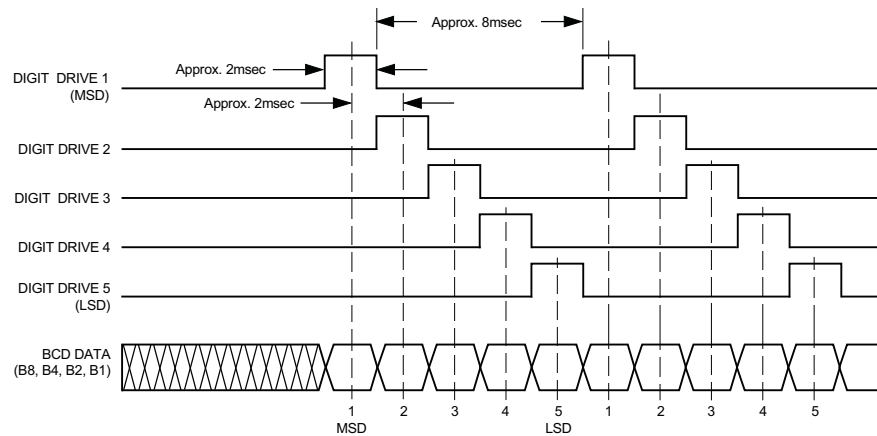 Approx. 8msec
DIGIT DRIVE 1
(MSD)
Approx. 2msec
Approx. 2msec
DIGIT DRIVE 2
DIGIT DRIVE 3
DIGIT DRIVE 4
DIGIT DRIVE 5
(LSD)
BCD DATA
(B8, B4, B2, B1)
1 2 3 4 5 1 2 3 4 5
MSD LSD